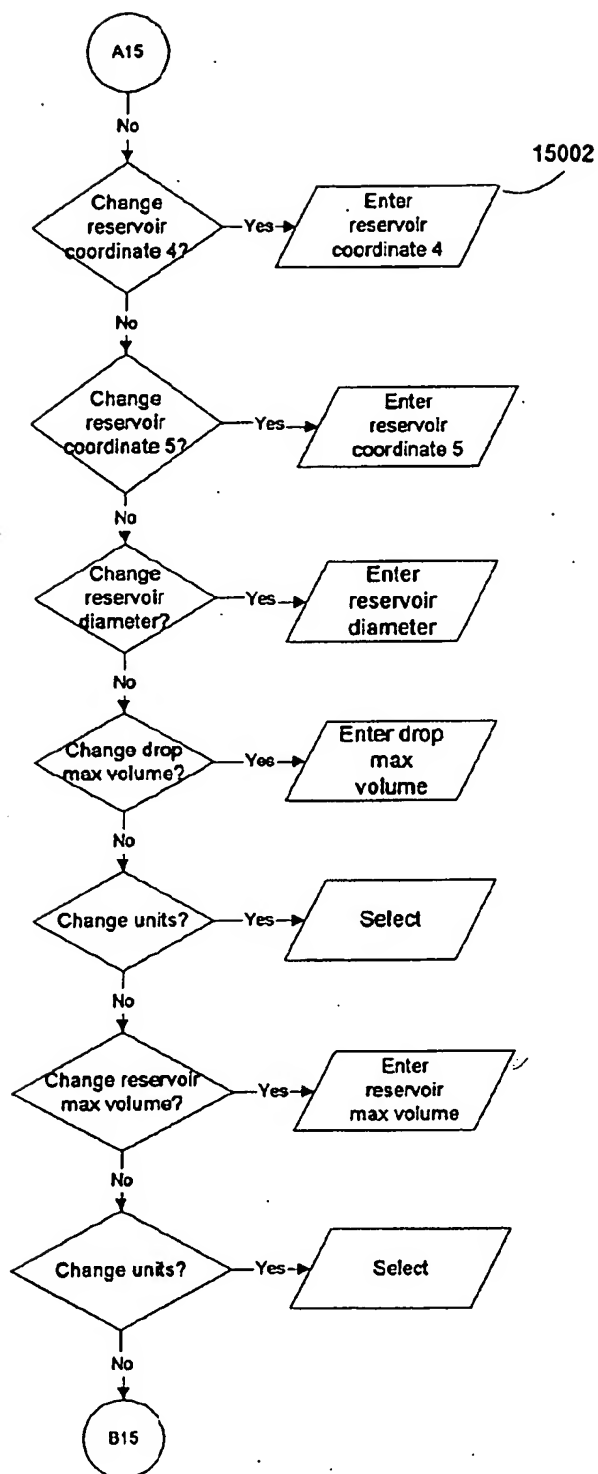 A15
No
15002
Change
reservoir
coordinate 4?
Yes
Enter
reservoir
coordinate 4
No
Change
reservoir
coordinate 5?
Yes
Enter
reservoir
coordinate 5
No
Change
reservoir
diameter?
Yes
Enter
reservoir
diameter
No
Change drop
max volume?
Yes
Enter drop
max
volume
No
Change units?
Yes
Select
No
Change reservoir
max volume?
Yes
Enter
reservoir
max volume
No
Change units?
Yes
Select
No
B15